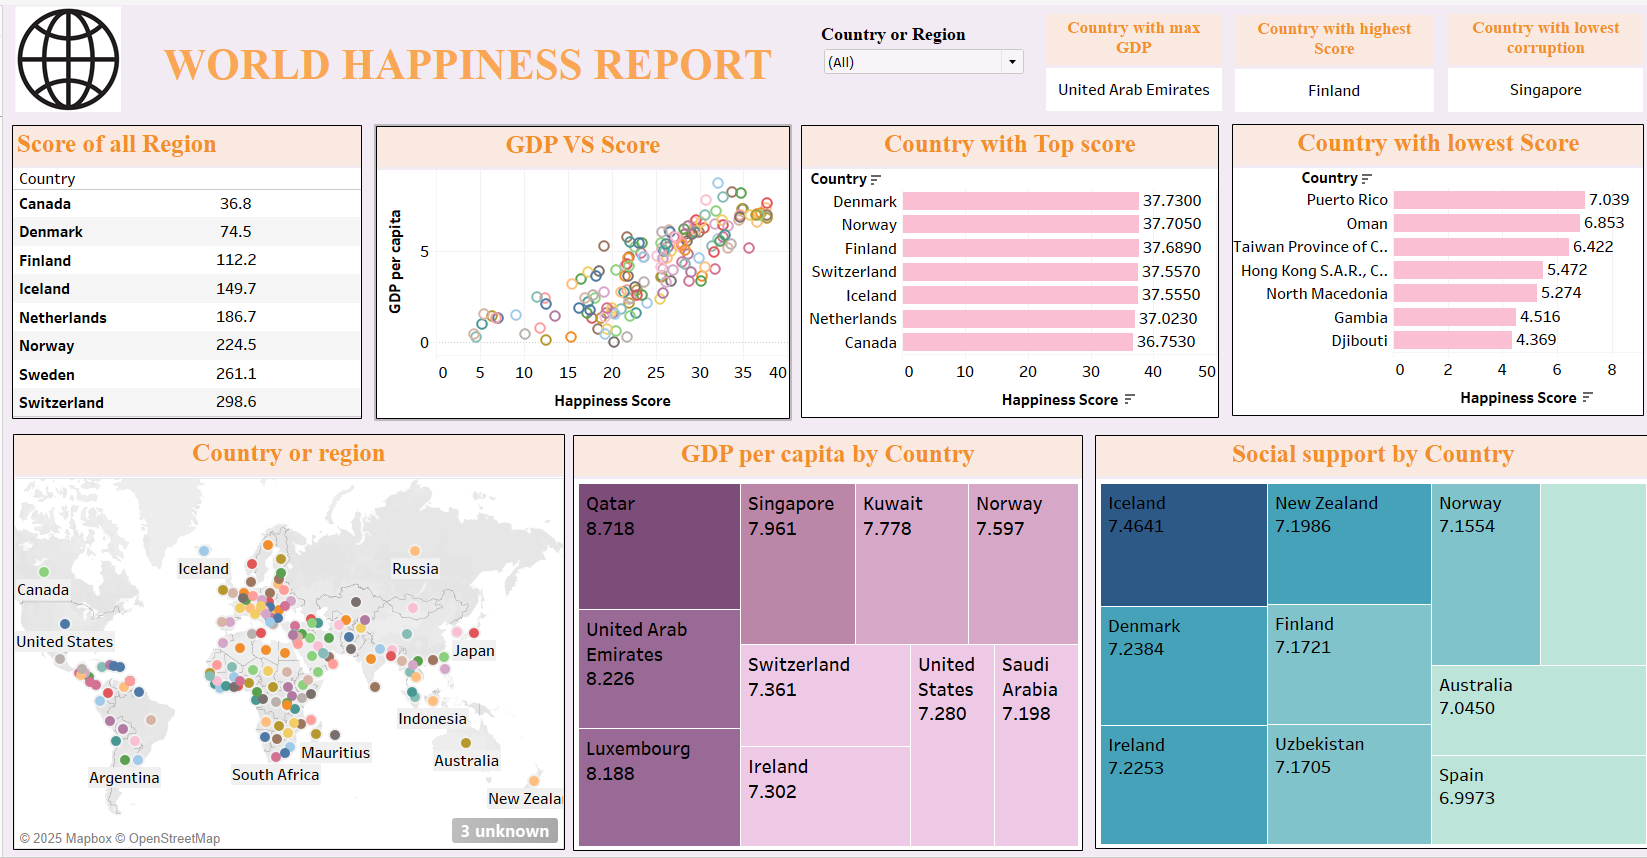 WORLD HAPPINESS REPORT
Country or Region
(All)
Country with max
GDP
United Arab Emirates
Country with highest
Score
Finland
Country with lowest
corruption
Singapore
Score of all Region
Country
Canada 36.8
Denmark 74.5
Finland 112.2
Iceland 149.7
Netherlands 186.7
Norway 224.5
Sweden 261.1
Switzerland 298.6
GDP VS Score
GDP per capita
5
0
0 5 10 15 20 25 30 35 40
Happiness Score
Country with Top score
Country
Denmark 37.7300
Norway 37.7050
Finland 37.6890
Switzerland 37.5570
Iceland 37.5550
Netherlands 37.0230
Canada 36.7530
0 10 20 30 40 50
Happiness Score
Country with lowest Score
Country
Puerto Rico 7.039
Oman 6.853
Taiwan Province of C.. 6.422
Hong Kong S.A.R., C.. 5.472
North Macedonia 5.274
Gambia 4.516
Djibouti 4.369
0 2 4 6 8
Happiness Score
Country or region
Iceland
Russia
Canada
United States
Japan
Indonesia
Mauritius
Australia
South Africa
Argentina
New Zeala
3 unknown
© 2025 Mapbox © OpenStreetMap
GDP per capita by Country
Qatar
8.718
United Arab
Emirates
8.226
Luxembourg
8.188
Singapore
7.961
Kuwait
7.778
Norway
7.597
Switzerland
7.361
Ireland
7.302
United
States
7.280
Saudi
Arabia
7.198
Social support by Country
Iceland
7.4641
Denmark
7.2384
Ireland
7.2253
New Zealand
7.1986
Finland
7.1721
Uzbekistan
7.1705
Norway
7.1554
Australia
7.0450
Spain
6.9973